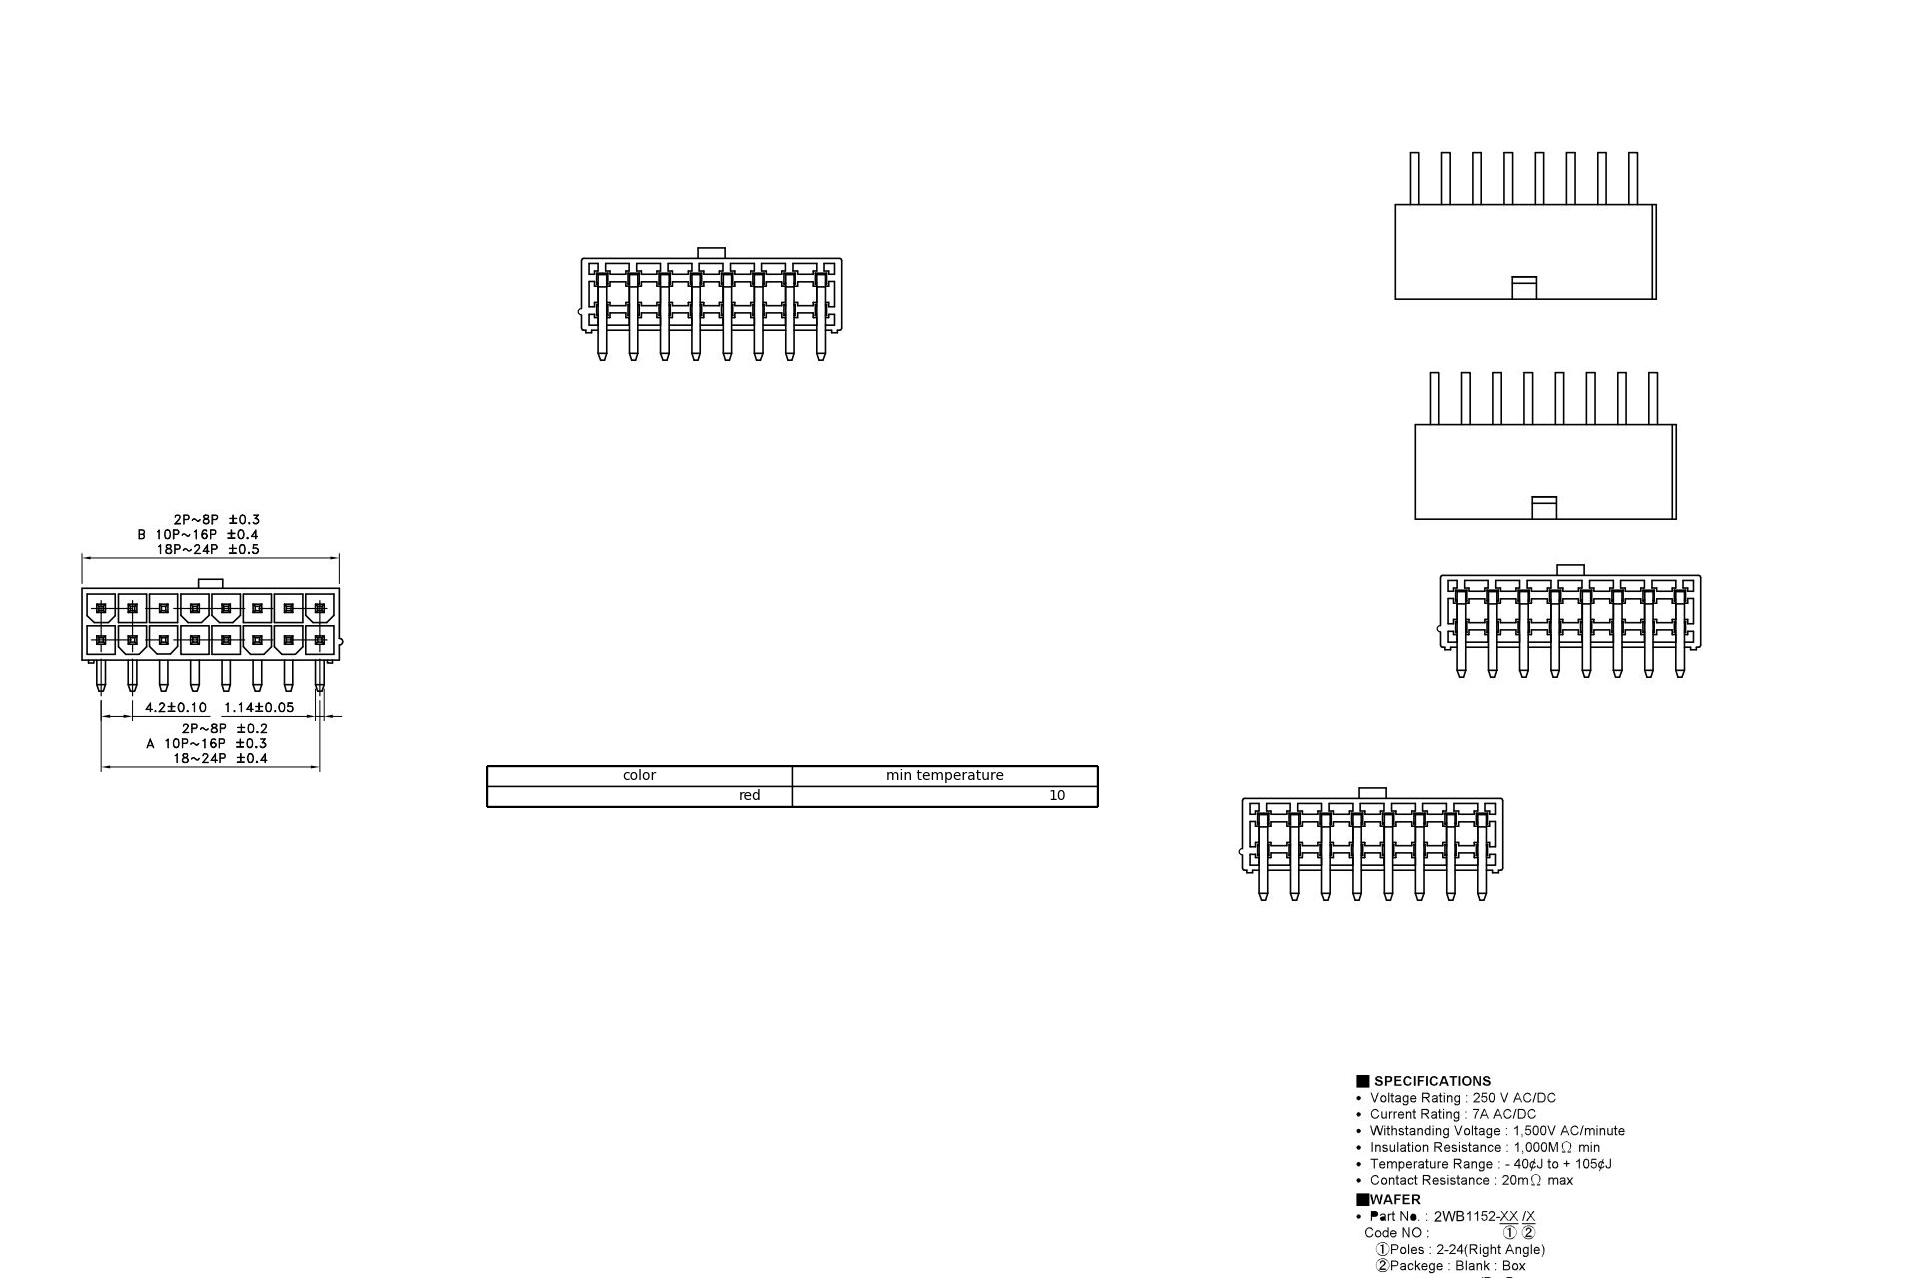 2P~8P ±0.3
B 10P~16P ±0.4
18P~24P ±0.5
4.2±0.10 1.14±0.05
2P~8P ±0.2
A 10P~16P ±0.3
18~24P ±0.4
color min temperature
red 10
■ SPECIFICATIONS
• Voltage Rating : 250 V AC/DC
• Current Rating : 7A AC/DC
• Withstanding Voltage : 1,500V AC/minute
• Insulation Resistance : 1,000MΩ min
• Temperature Range : - 40¢J to + 105¢J
• Contact Resistance : 20mΩ max
■WAFER
• Part No. : 2WB1152-XX /X
Code NO : ① ②
①Poles : 2-24(Right Angle)
②Packege : Blank : Box